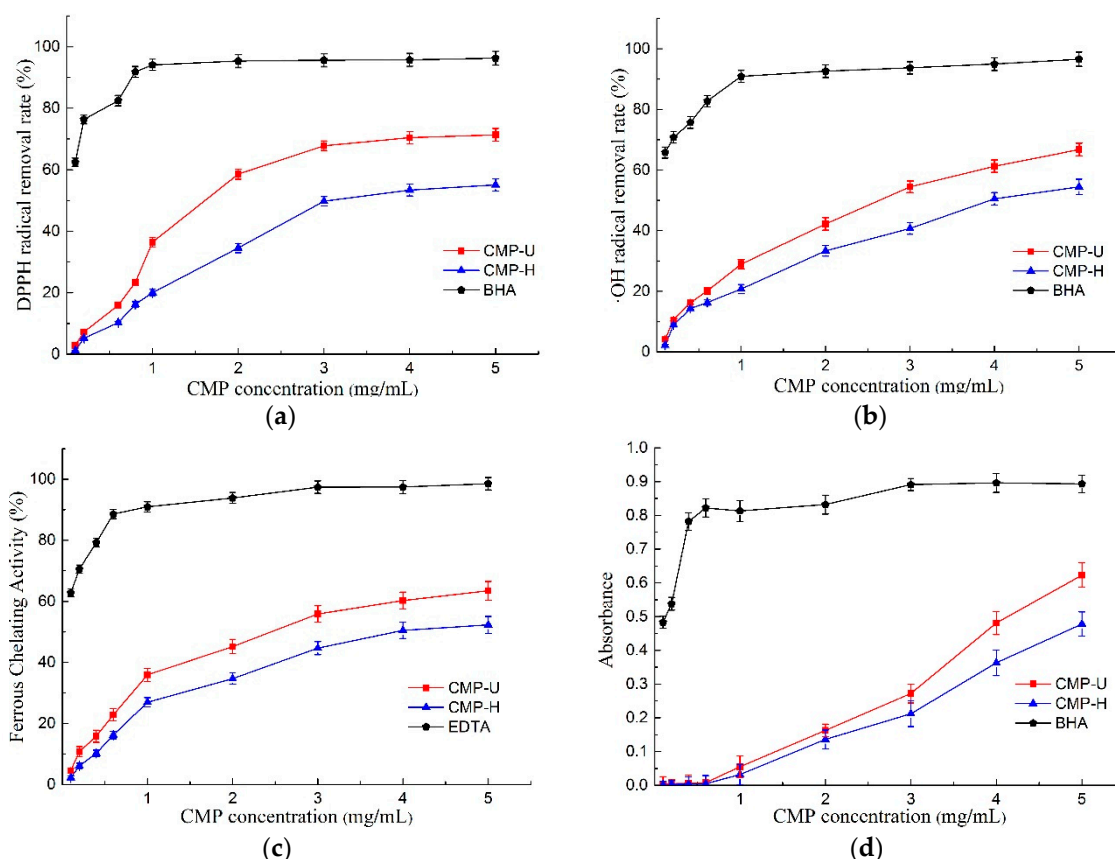 100
80
60
40
20
0
DPPH radical removal rate (%)
CMP-U
CMP-H
BHA
1 2 3 4 5
CMP concentration (mg/mL)
(a)
100
80
60
40
20
0
·OH radical removal rate (%)
CMP-U
CMP-H
BHA
1 2 3 4 5
CMP concentration (mg/mL)
(b)
100
80
60
40
20
0
Ferrous Chelating Activity (%)
CMP-U
CMP-H
EDTA
1 2 3 4 5
CMP concentration (mg/mL)
(c)
1.0
0.9
0.8
0.7
0.6
0.5
0.4
0.3
0.2
0.1
0.0
Absorbance
CMP-U
CMP-H
BHA
1 2 3 4 5
CMP concentration (mg/mL)
(d)